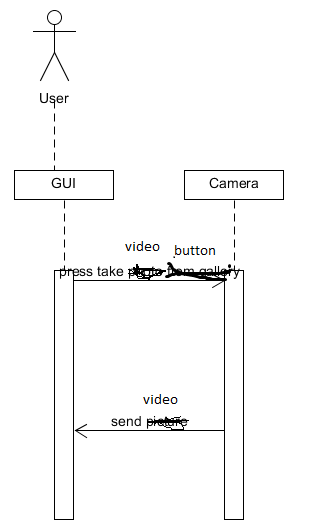 User
GUI Camera
video button
press take photo from gallery
video
send picture